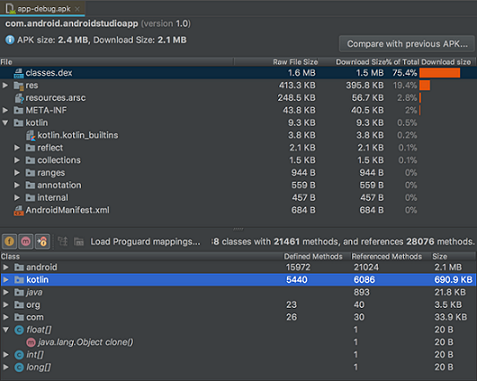 app-debug.apk
com.android.androidstudioapp (version 1.0)
APK size: 2.4 MB, Download Size: 2.1 MB
Compare with previous APK...
File Raw File Size Download Size % of Total Download size
classes.dex 1.6 MB 1.5 MB 75.4%
res 413.3 KB 395.8 KB 19.4%
resources.arsc 248.5 KB 56.7 KB 2.8%
META-INF 43.8 KB 40.5 KB 2%
kotlin 9.3 KB 9.3 KB 0.5%
kotlin.kotlin_builtins 3.8 KB 3.8 KB 0.2%
reflect 2.1 KB 2.1 KB 0.1%
collections 1.5 KB 1.5 KB 0.1%
ranges 944 B 944 B 0%
annotation 559 B 559 B 0%
internal 457 B 457 B 0%
AndroidManifest.xml 684 B 684 B 0%
Load Proguard mappings... 8 classes with 21461 methods, and references 28076 methods.
Class Defined Methods Referenced Methods Size
android 15972 21024 2.1 MB
kotlin 5440 6086 690.9 KB
java 893 21.8 KB
org 23 40 3.5 KB
com 26 30 33.9 KB
float[] 1 20 B
java.lang.Object clone() 1 20 B
int[] 1 20 B
long[] 1 20 B